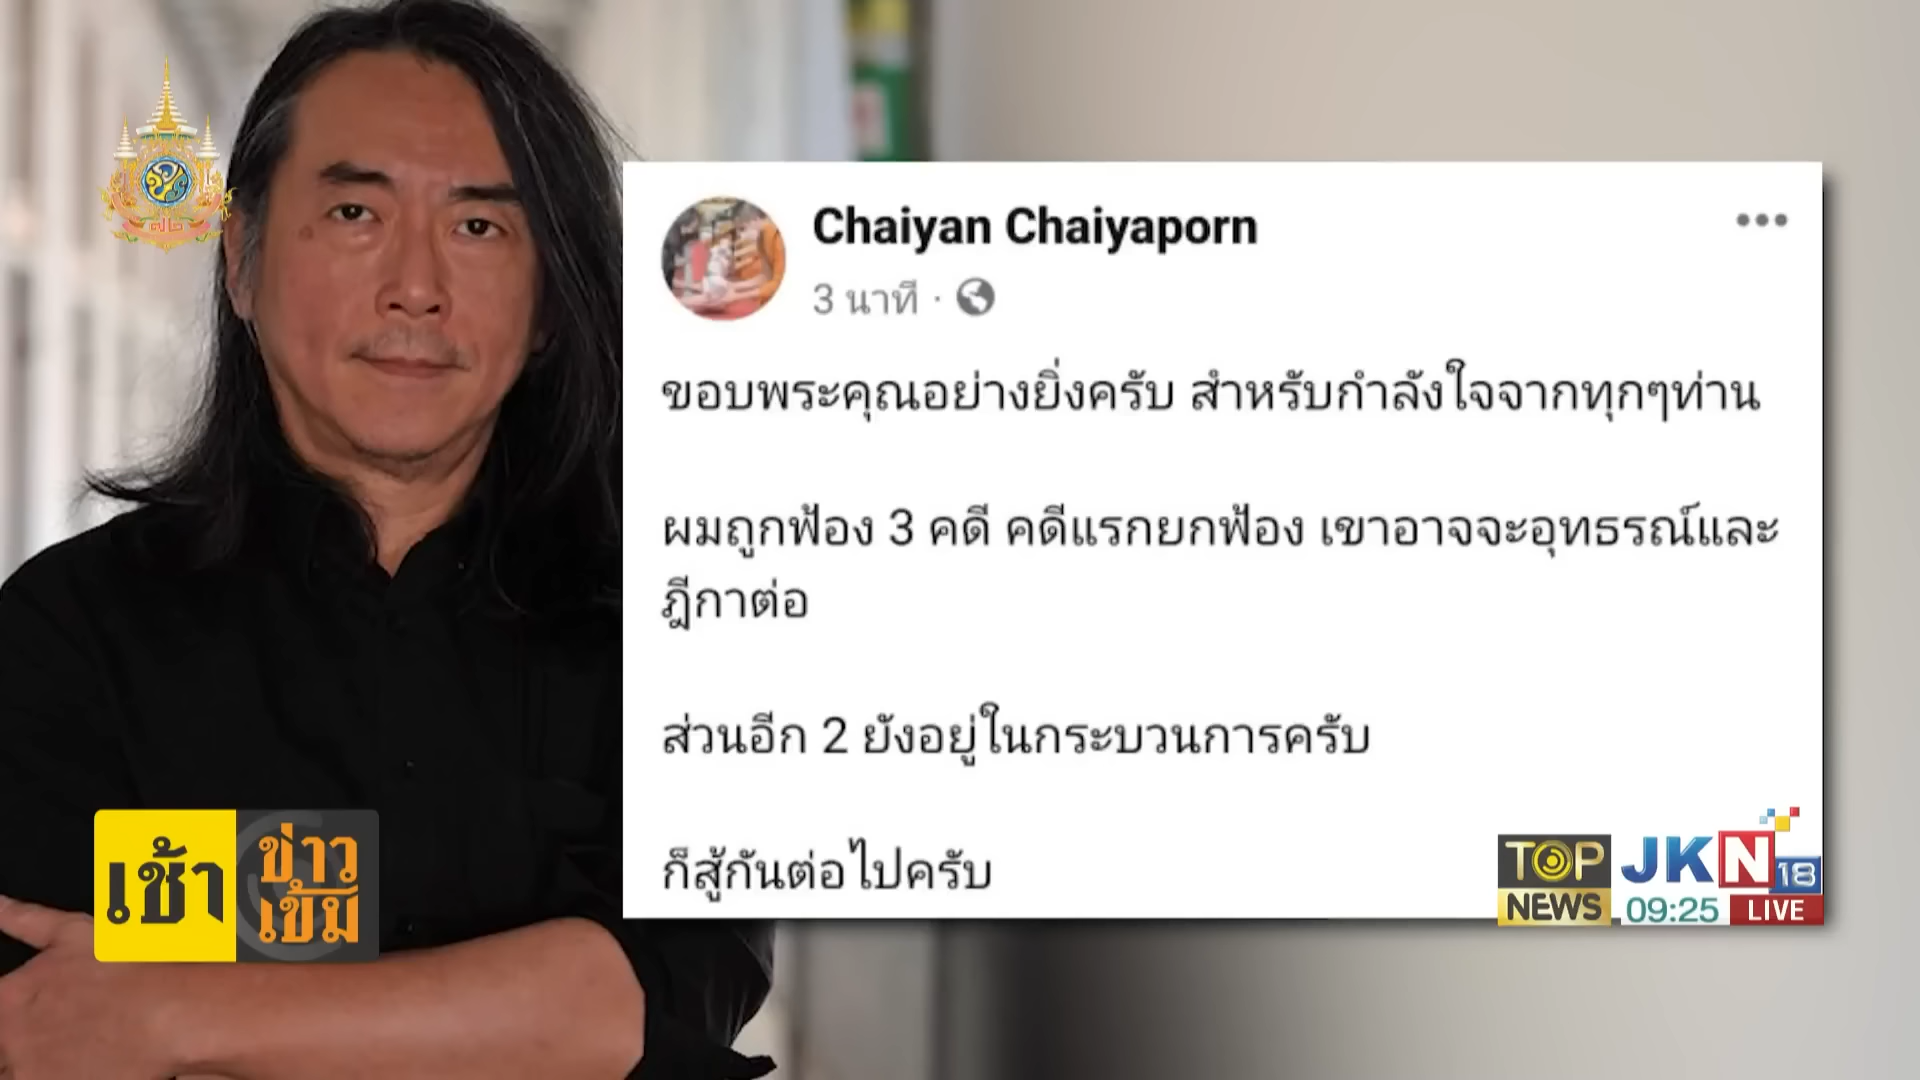 Chaiyan Chaiyaporn
3 นาที ·
ขอบพระคุณอย่างยิ่งครับ สำหรับกำลังใจจากทุกๆท่าน
ผมถูกฟ้อง 3 คดี คดีแรกยกฟ้อง เขาอาจจะอุทธรณ์และ
ฎีกาต่อ
ส่วนอีก 2 ยังอยู่ในกระบวนการครับ
ก็สู้กันต่อไปครับ
เช้า
ข่าว
เข้ม
TOP
NEWS
JKN
18
09:25
LIVE